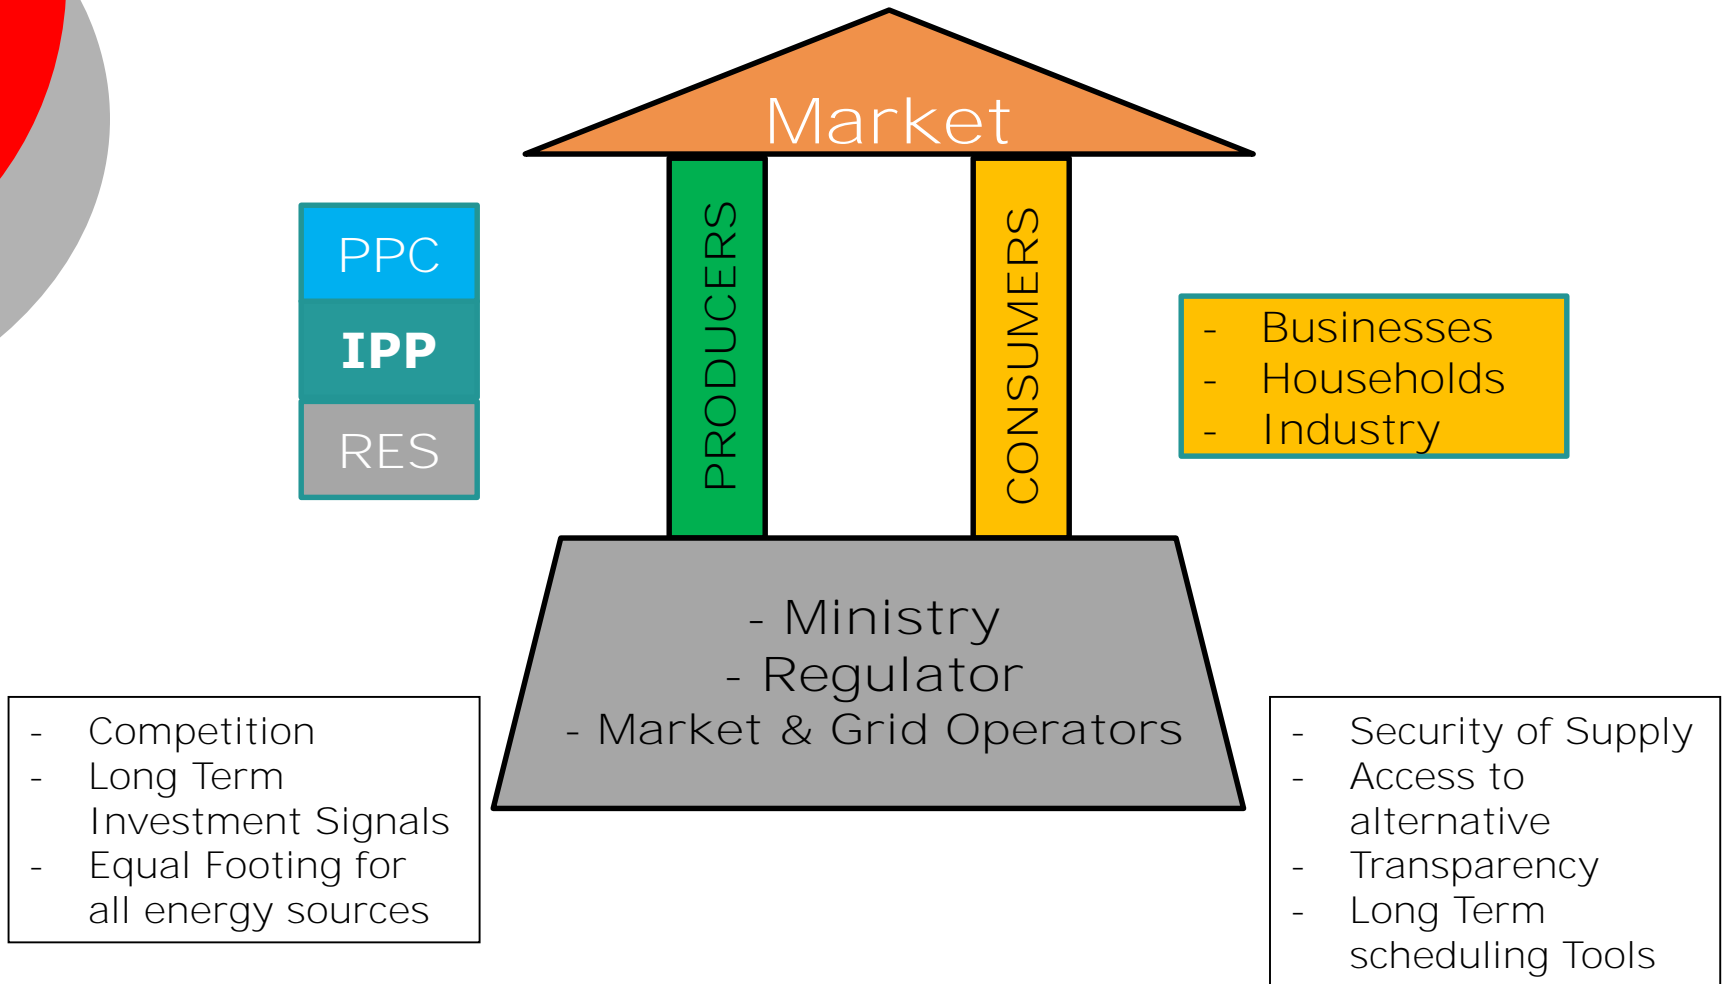 Market
PPC
IPP
RES
PRODUCERS
CONSUMERS
- Businesses
- Households
- Industry
- Ministry
- Regulator
- Market & Grid Operators
- Competition
- Long Term
Investment Signals
- Equal Footing for
all energy sources
- Security of Supply
- Access to
alternative
- Transparency
- Long Term
scheduling Tools